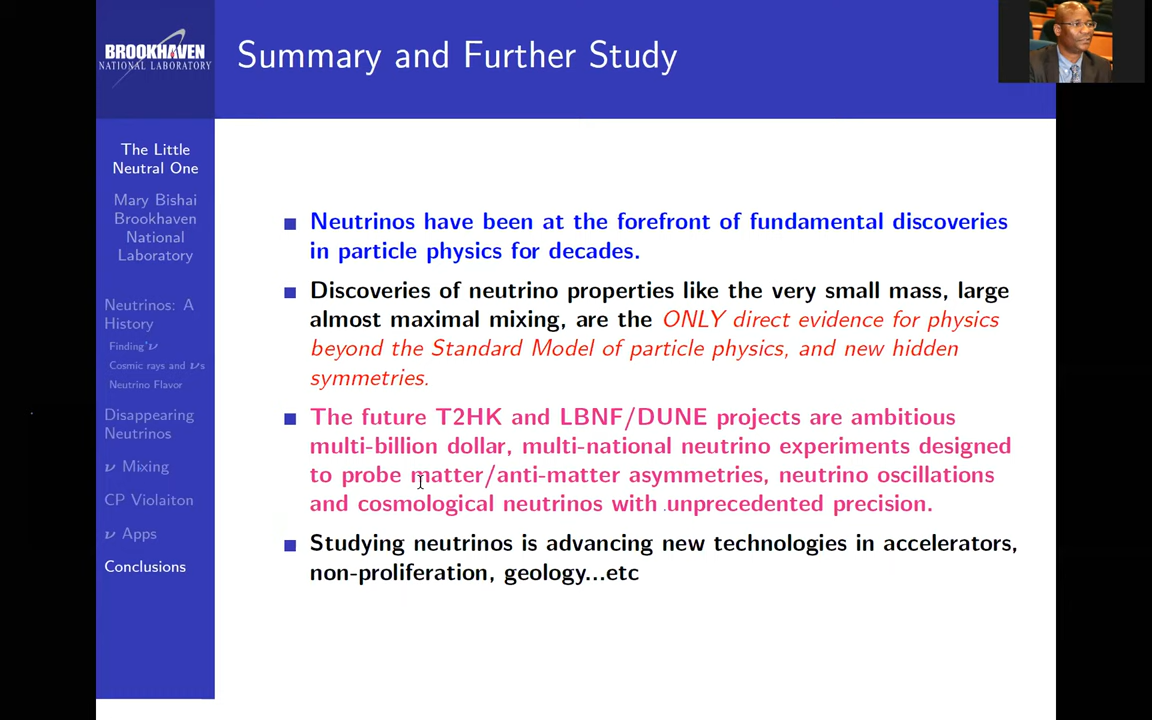 BROOKHAVEN
NATIONAL LABORATORY
Summary and Further Study
The Little
Neutral One
Mary Bishai
Brookhaven
National
Laboratory
Neutrinos: A
History
Finding ν
Cosmic rays and νs
Neutrino Flavor
Disappearing
Neutrinos
ν Mixing
CP Violaiton
ν Apps
Conclusions
Neutrinos have been at the forefront of fundamental discoveries
in particle physics for decades.
Discoveries of neutrino properties like the very small mass, large
almost maximal mixing, are the ONLY direct evidence for physics
beyond the Standard Model of particle physics, and new hidden
symmetries.
The future T2HK and LBNF/DUNE projects are ambitious
multi-billion dollar, multi-national neutrino experiments designed
to probe matter/anti-matter asymmetries, neutrino oscillations
and cosmological neutrinos with unprecedented precision.
Studying neutrinos is advancing new technologies in accelerators,
non-proliferation, geology...etc